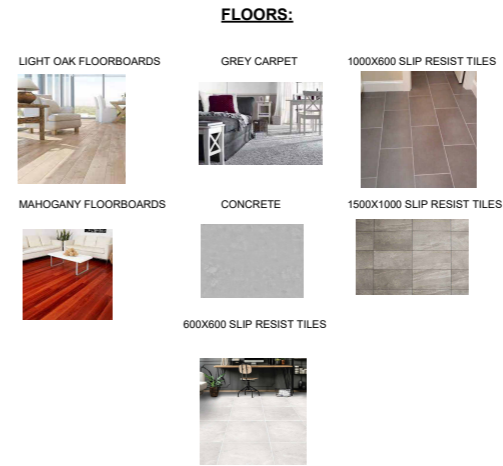 FLOORS:
LIGHT OAK FLOORBOARDS
GREY CARPET
1000X600 SLIP RESIST TILES
MAHOGANY FLOORBOARDS
CONCRETE
1500X1000 SLIP RESIST TILES
600X600 SLIP RESIST TILES